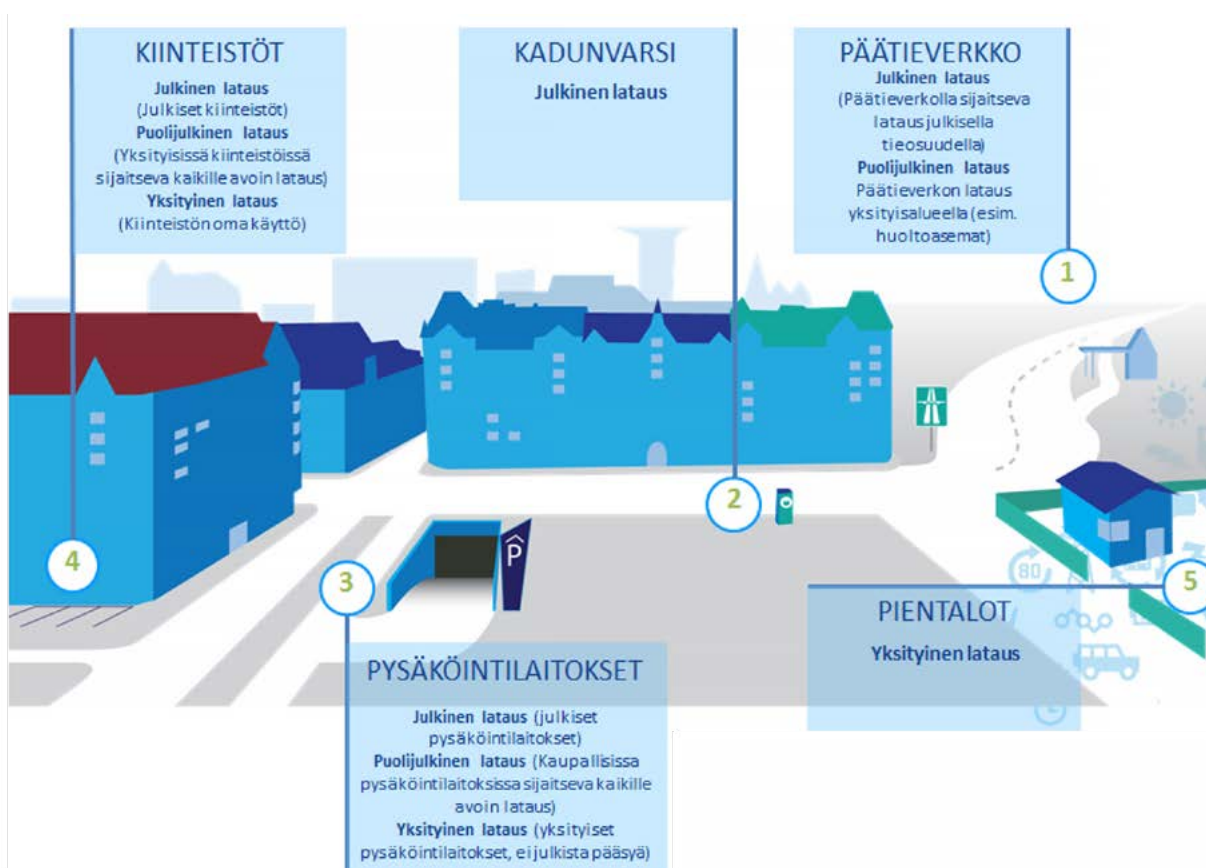 KIINTEISTÖT
Julkinen lataus
(Julkiset kiinteistöt)
Puolijulkinen lataus
(Yksityisissä kiinteistöissä
sijaitseva kaikille avoin lataus)
Yksityinen lataus
(Kiinteistön oma käyttö)
KADUNVARSI
Julkinen lataus
PÄÄTIEVERKKO
Julkinen lataus
(Päätieverkolla sijaitseva
lataus julkisella
tieosuudella)
Puolijulkinen lataus
Päätieverkon lataus
yksityisalueella (esim.
huoltoasemat)
1
2
4
3
P
80
5
PIENTALOT
Yksityinen lataus
PYSÄKÖINTILAITOKSET
Julkinen lataus (julkiset
pysäköintilaitokset)
Puolijulkinen lataus (Kaupallisissa
pysäköintilaitoksissa sijaitseva kaikille
avoin lataus)
Yksityinen lataus (yksityiset
pysäköintilaitokset, ei julkista pääsyä)